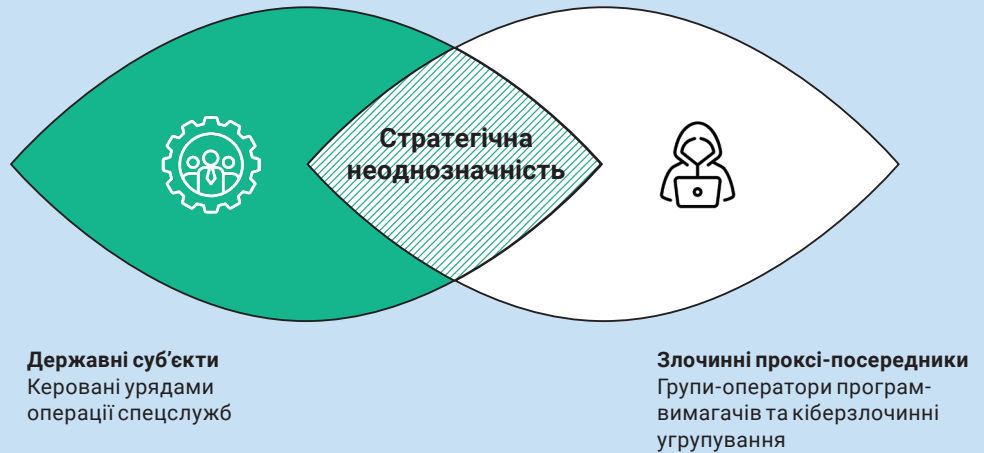 Стратегічна
неоднозначність
Державні суб’єкти
Керовані урядами
операції спецслужб
Злочинні проксі-посередники
Групи-оператори програм-
вимагачів та кіберзлочинні
угрупування